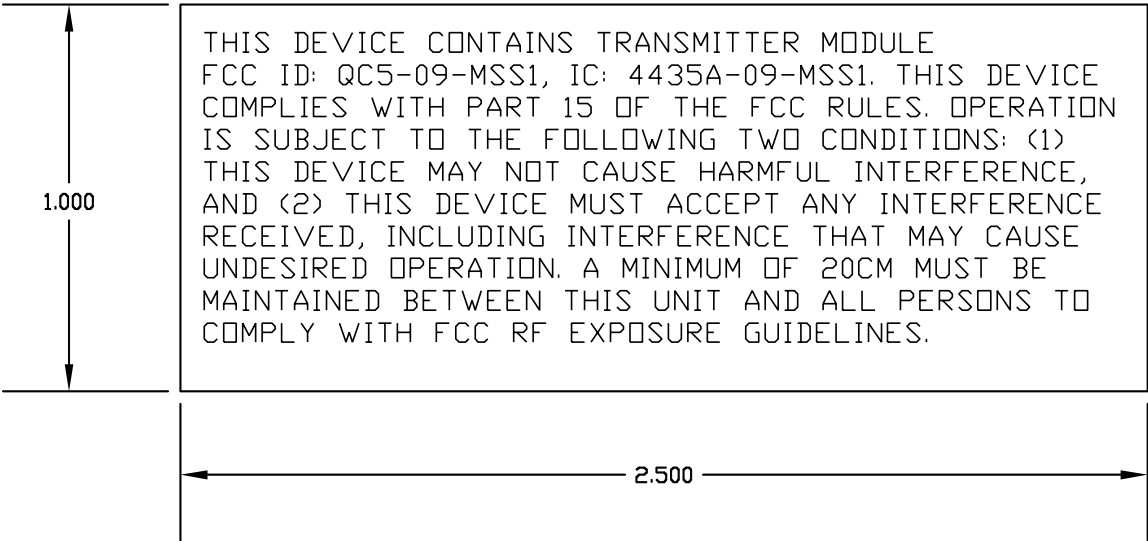 THIS DEVICE CONTAINS TRANSMITTER MODULE
FCC ID: QC5-09-MSS1, IC: 4435A-09-MSS1. THIS DEVICE
COMPLIES WITH PART 15 OF THE FCC RULES. OPERATION
IS SUBJECT TO THE FOLLOWING TWO CONDITIONS: (1)
THIS DEVICE MAY NOT CAUSE HARMFUL INTERFERENCE,
AND (2) THIS DEVICE MUST ACCEPT ANY INTERFERENCE
RECEIVED, INCLUDING INTERFERENCE THAT MAY CAUSE
UNDESIRED OPERATION. A MINIMUM OF 20CM MUST BE
MAINTAINED BETWEEN THIS UNIT AND ALL PERSONS TO
COMPLY WITH FCC RF EXPOSURE GUIDELINES.
1.000
2.500